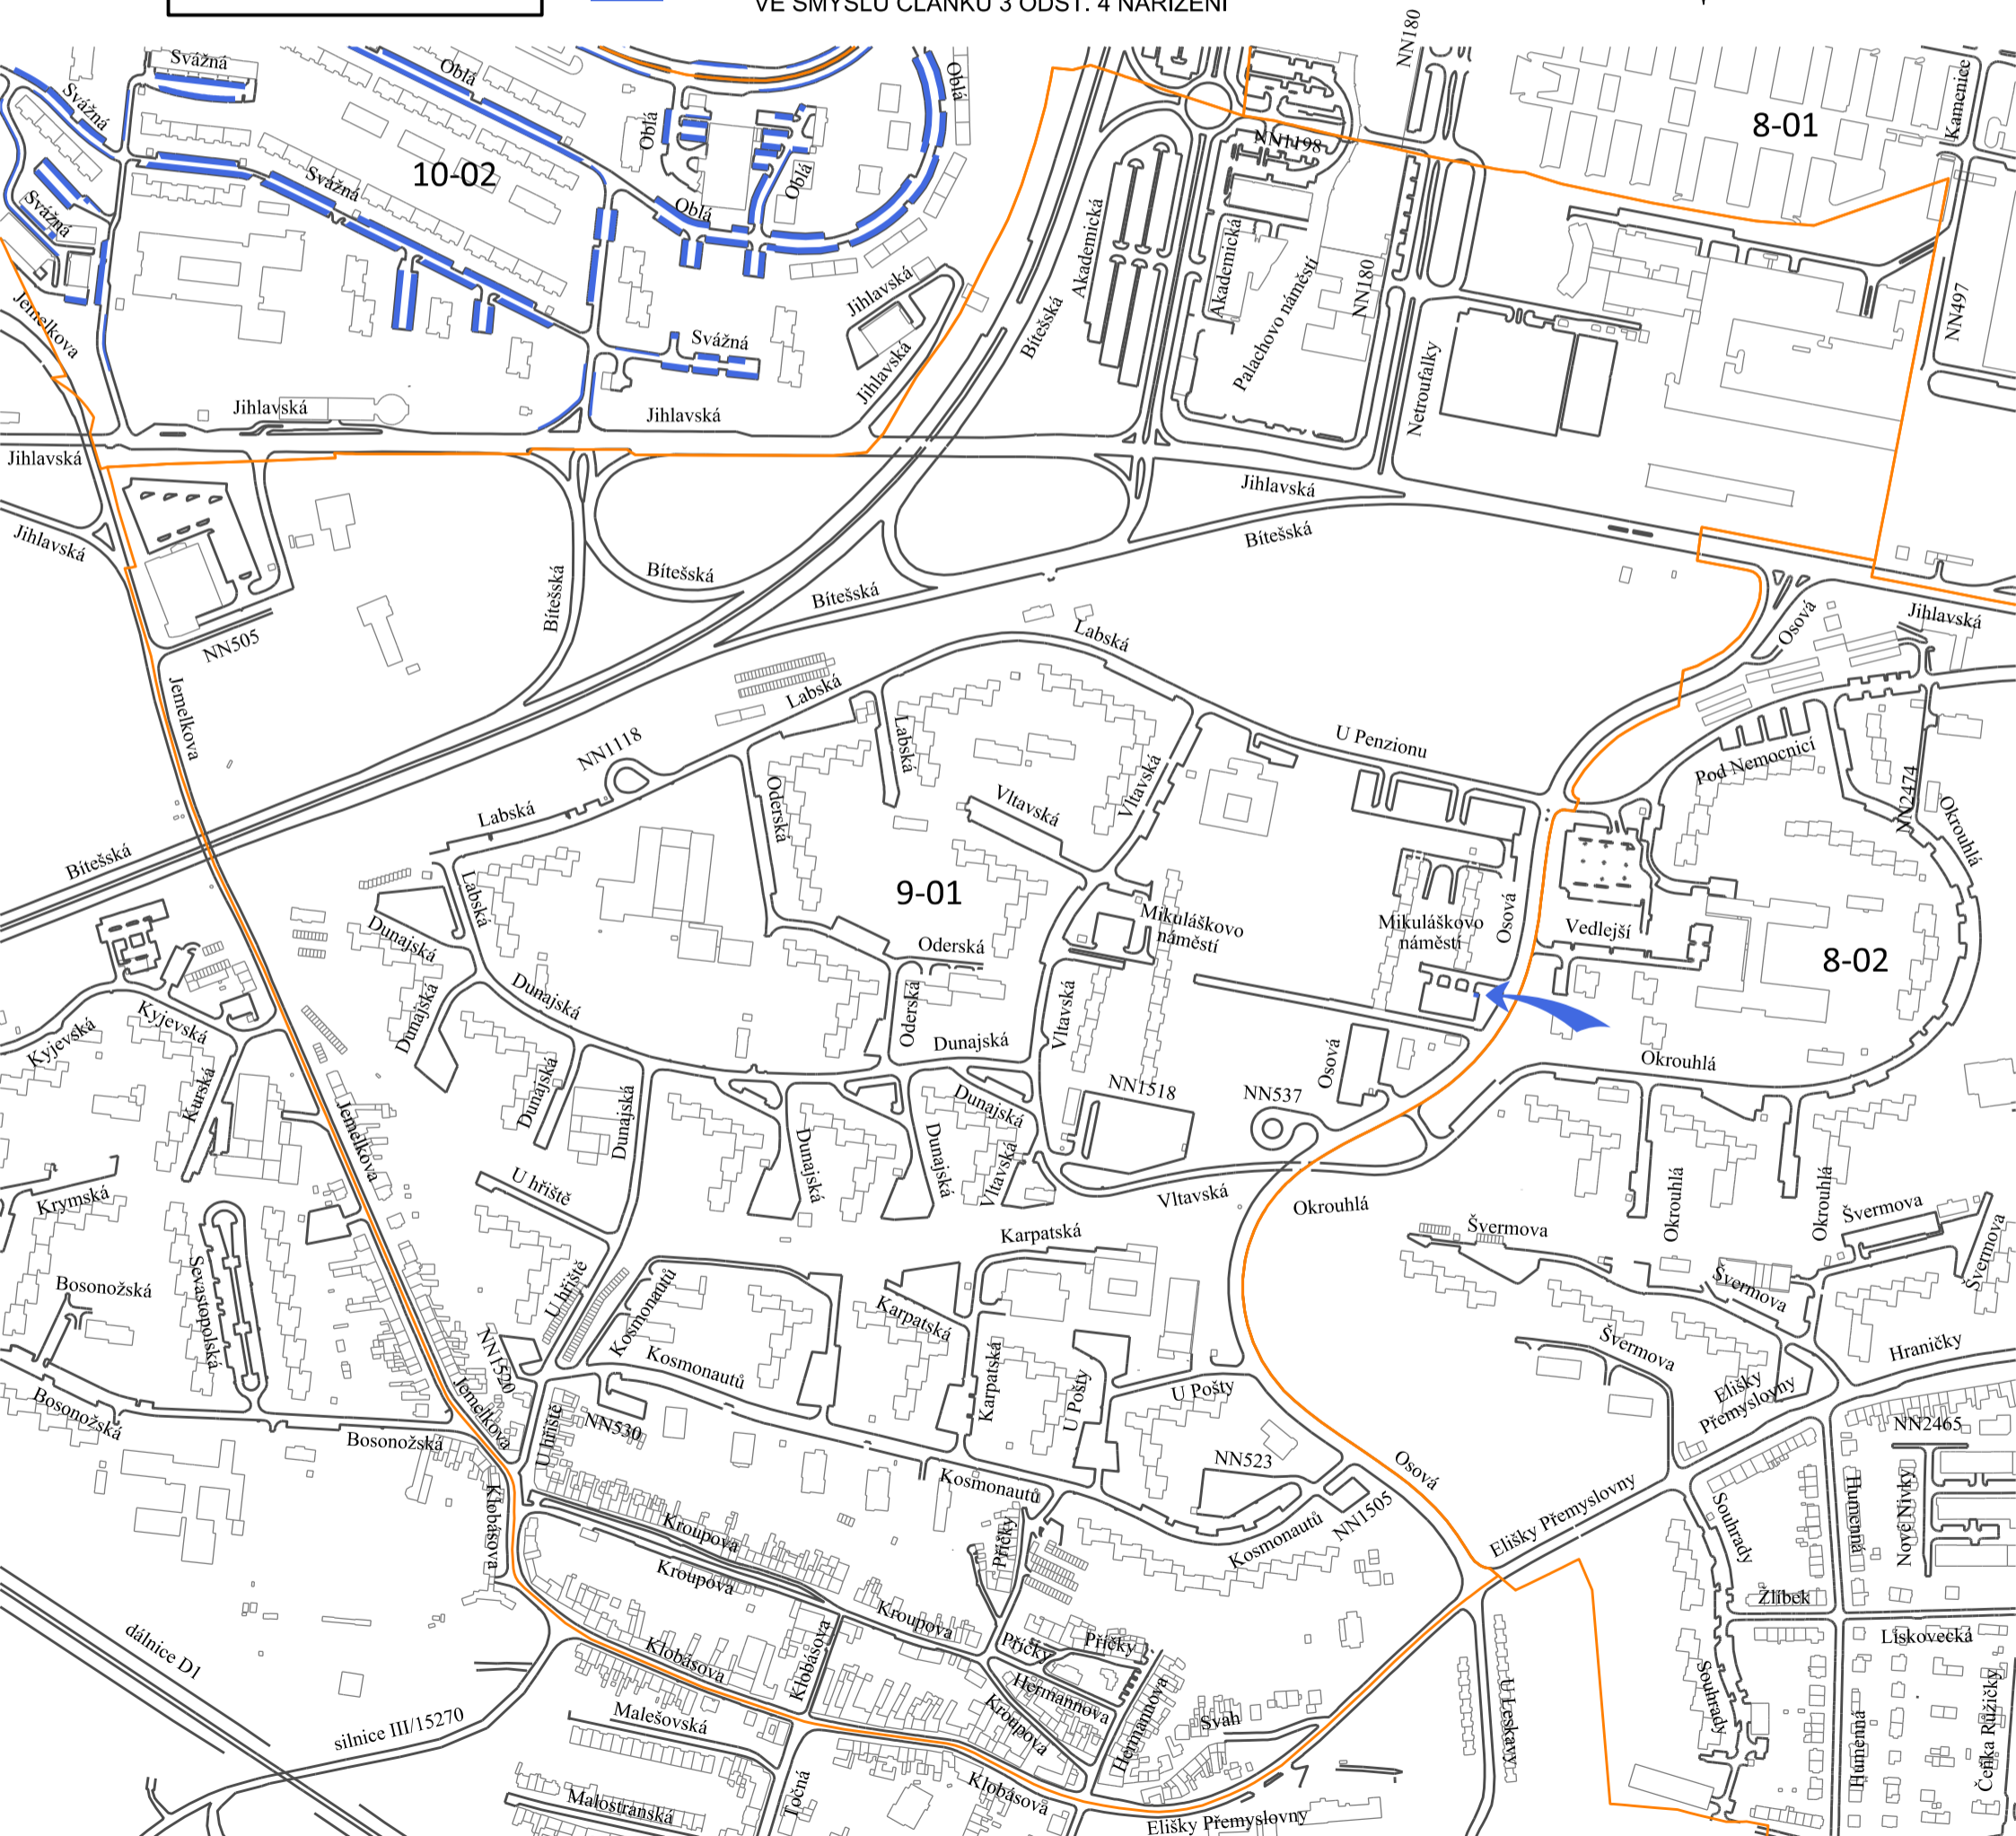 VE SMYSLU ČLÁNKU 3 ODST. 4 NAŘÍZENÍ
NN180
Svážná
Oblá
Oblá
Kamenice
Svážná
Oblá
8-01
NN1198
10-02
Svážná
Oblá
Svážná
Oblá
Akademická
Akademická
Palachovo náměstí
NN180
Jihlavská
Jemelkova
Bítešská
NN497
Svážná
Jihlavská
Netroufalky
Jihlavská
Jihlavská
Jihlavská
Jihlavská
Jihlavská
Bítešská
Bítešská
Bítešská
Bítešská
Jihlavská
Osová
NN505
Labská
Jemelkova
Labská
Labská
U Penzionu
NN1118
Vltavská
Pod Nemocnicí
NN2474
Okrouhlá
Labská
Oderská
Vltavská
Bítešská
9-01
Labská
Dunajská
Mikuláškovo
náměstí
Mikuláškovo
náměstí
Osová
Vedlejší
Oderská
8-02
Dunajská
Dunajská
Oderská
Vltavská
Dunajská
Kyjevská
Kyjevská
Osová
Okrouhlá
Kurská
Dunajská
Dunajská
Dunajská
NN1518
NN537
Jemelkova
Dunajská
Dunajská
Vltavská
U hřiště
Krymská
Vltavská
Okrouhlá
Okrouhlá
Okrouhlá
Švermova
Švermova
Švermova
Karpatská
Sevastopolská
Bosonožská
U hřiště
Kosmonautů
Karpatská
Švermova
Švermova
Hraničky
NN1520
Kosmonautů
Karpatská
U Pošty
U Pošty
Elišky
Přemyslovny
Jemelkova
Bosonožská
Bosonožská
U hřiště
NN530
NN2465
NN523
Osová
Kosmonautů
Klobásova
Kroupova
Příčky
Kosmonautů
NN1505
Elišky Přemyslovny
Souhrady
Humenná
Nové Nivky
Kroupova
Kroupova
Žlíbek
dálnice D1
Klobásova
Klobásova
Příčky
Příčky
Lískovecká
Hermannova
Kroupova
Hermannova
Svah
U Leskavy
Souhrady
Humenná
Čeňka Růžičky
Malešovská
silnice III/15270
Točná
Klobásova
Malostranská
Elišky Přemyslovny